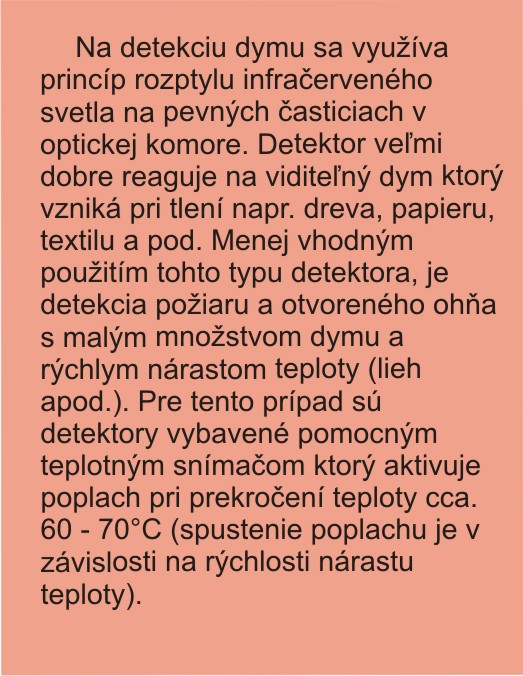 Na detekciu dymu sa využíva
princíp rozptylu infračerveného
svetla na pevných časticiach v
optickej komore. Detektor veľmi
dobre reaguje na viditeľný dym ktorý
vzniká pri tlení napr. dreva, papieru,
textilu a pod. Menej vhodným
použitím tohto typu detektora, je
detekcia požiaru a otvoreného ohňa
s malým množstvom dymu a
rýchlym nárastom teploty (lieh
apod.). Pre tento prípad sú
detektory vybavené pomocným
teplotným snímačom ktorý aktivuje
poplach pri prekročení teploty cca.
60 - 70°C (spustenie poplachu je v
závislosti na rýchlosti nárastu
teploty).